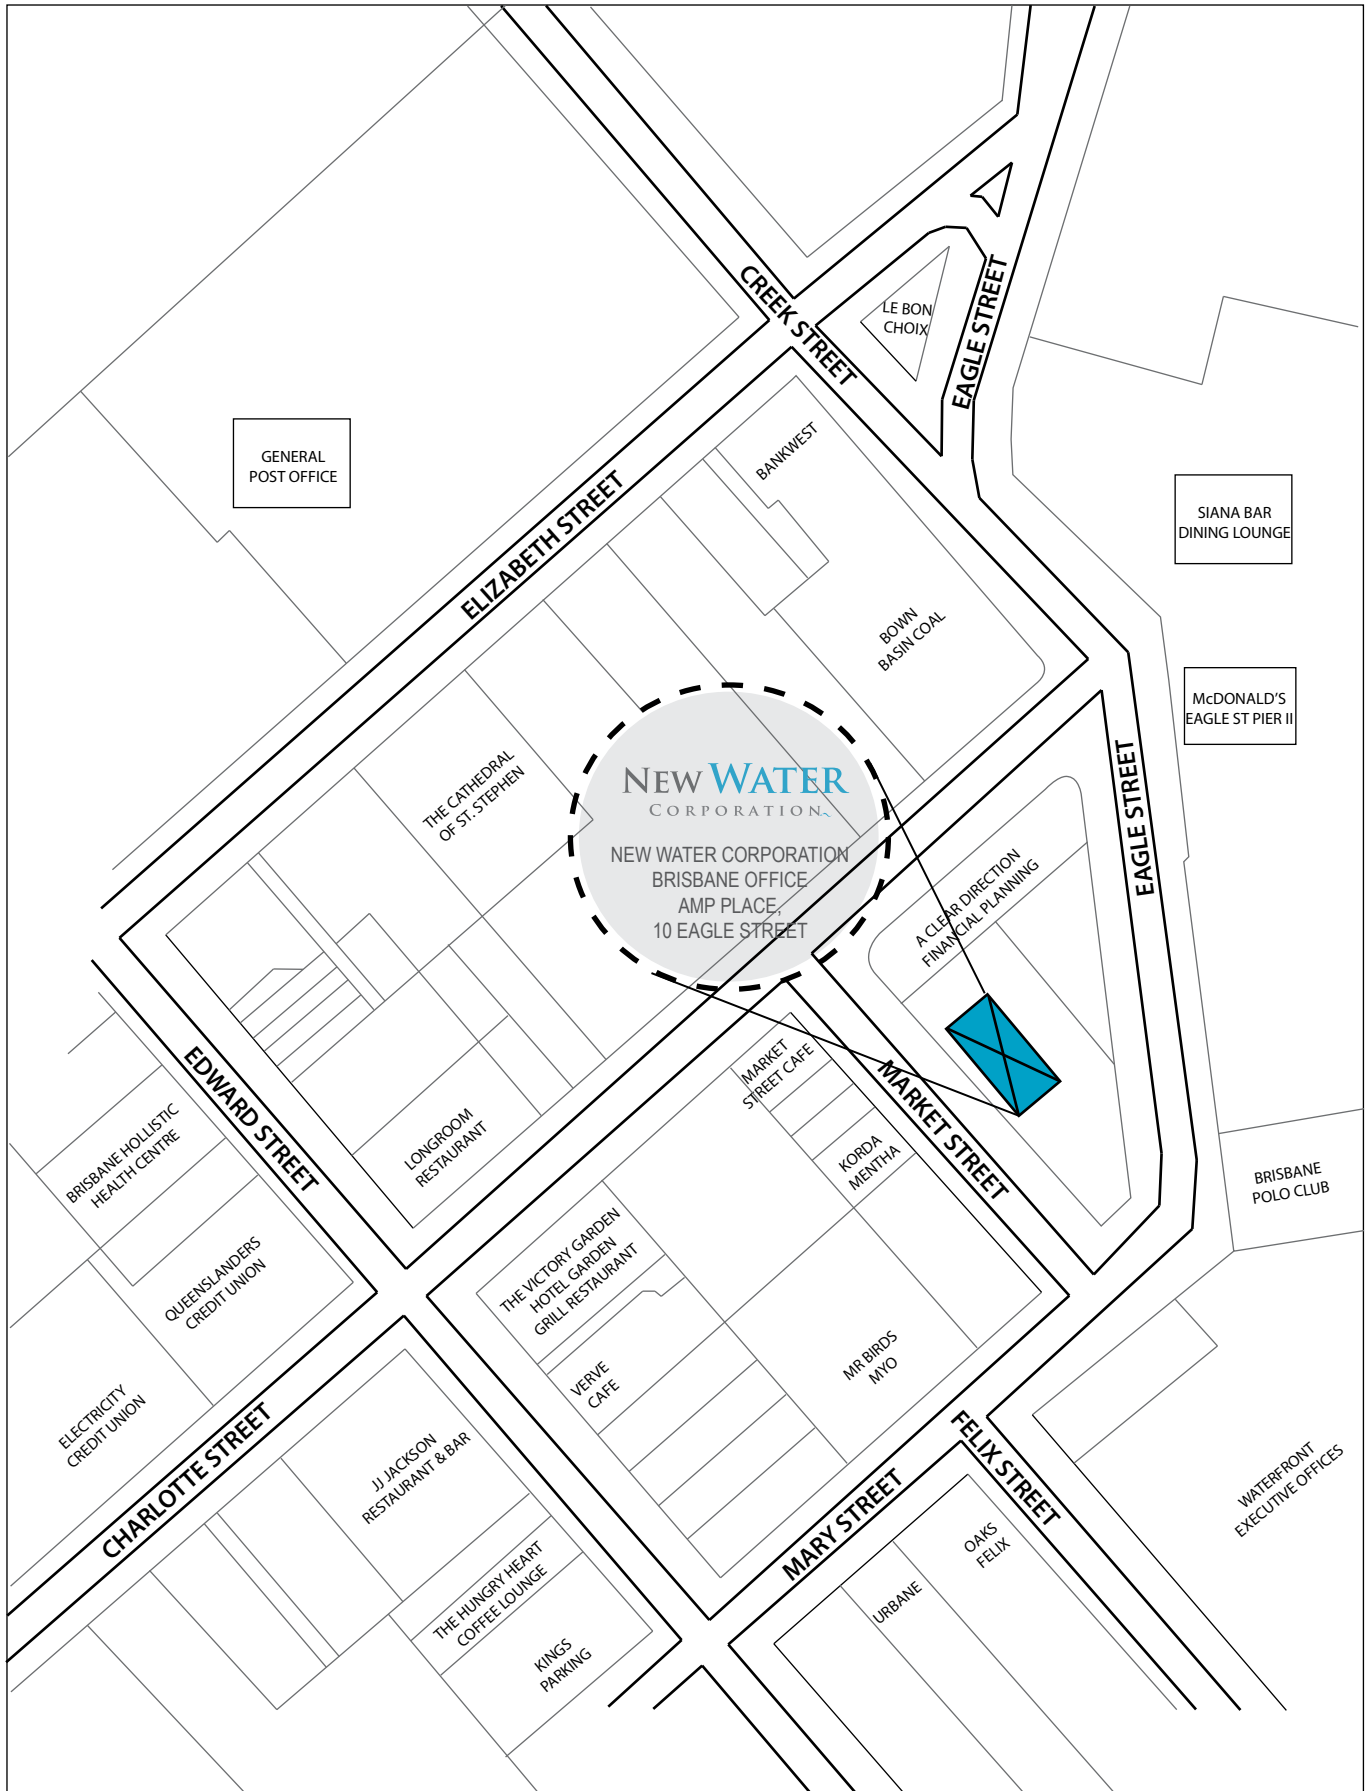 CREEK STREET
LE BON
CHOIX
EAGLE STREET
GENERAL
POST OFFICE
BANKWEST
ELIZABETH STREET
SIANA BAR
DINING LOUNGE
BOWN
BASIN COAL
McDONALD'S
EAGLE ST PIER II
THE CATHEDRAL
OF ST. STEPHEN
NEW WATER
CORPORATION
NEW WATER CORPORATION
BRISBANE OFFICE
AMP PLACE,
10 EAGLE STREET
EAGLE STREET
A CLEAR DIRECTION
FINANCIAL PLANNING
MARKET
STREET CAFE
MARKET STREET
EDWARD STREET
BRISBANE HOLLISTIC
HEALTH CENTRE
LONGROOM
RESTAURANT
KORDA
MENTHA
BRISBANE
POLO CLUB
QUEENSLANDERS
CREDIT UNION
THE VICTORY GARDEN
HOTEL GARDEN
GRILL RESTAURANT
VERVE
CAFE
MR BIRDS
MYO
ELECTRICITY
CREDIT UNION
CHARLOTTE STREET
JJ JACKSON
RESTAURANT & BAR
FELIX STREET
WATERFRONT
EXECUTIVE OFFICES
MARY STREET
OAKS
FELIX
URBANE
THE HUNGRY HEART
COFFEE LOUNGE
KINGS
PARKING